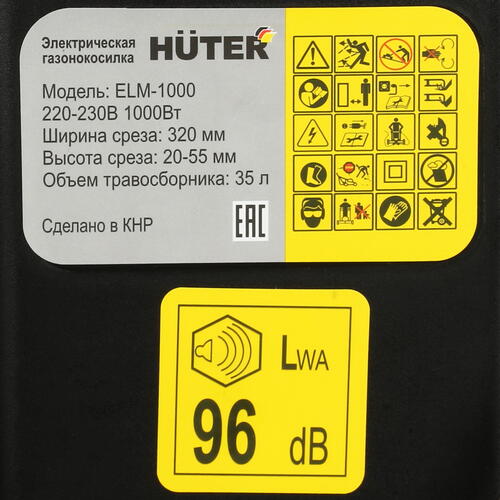 Электрическая
газонокосилка
HÜTER
Модель: ELM-1000
220-230В 1000Вт
Ширина среза: 320 мм
Высота среза: 20-55 мм
Объем травосборника: 35 л
Сделано в КНР
EAC
LWA
96 dB